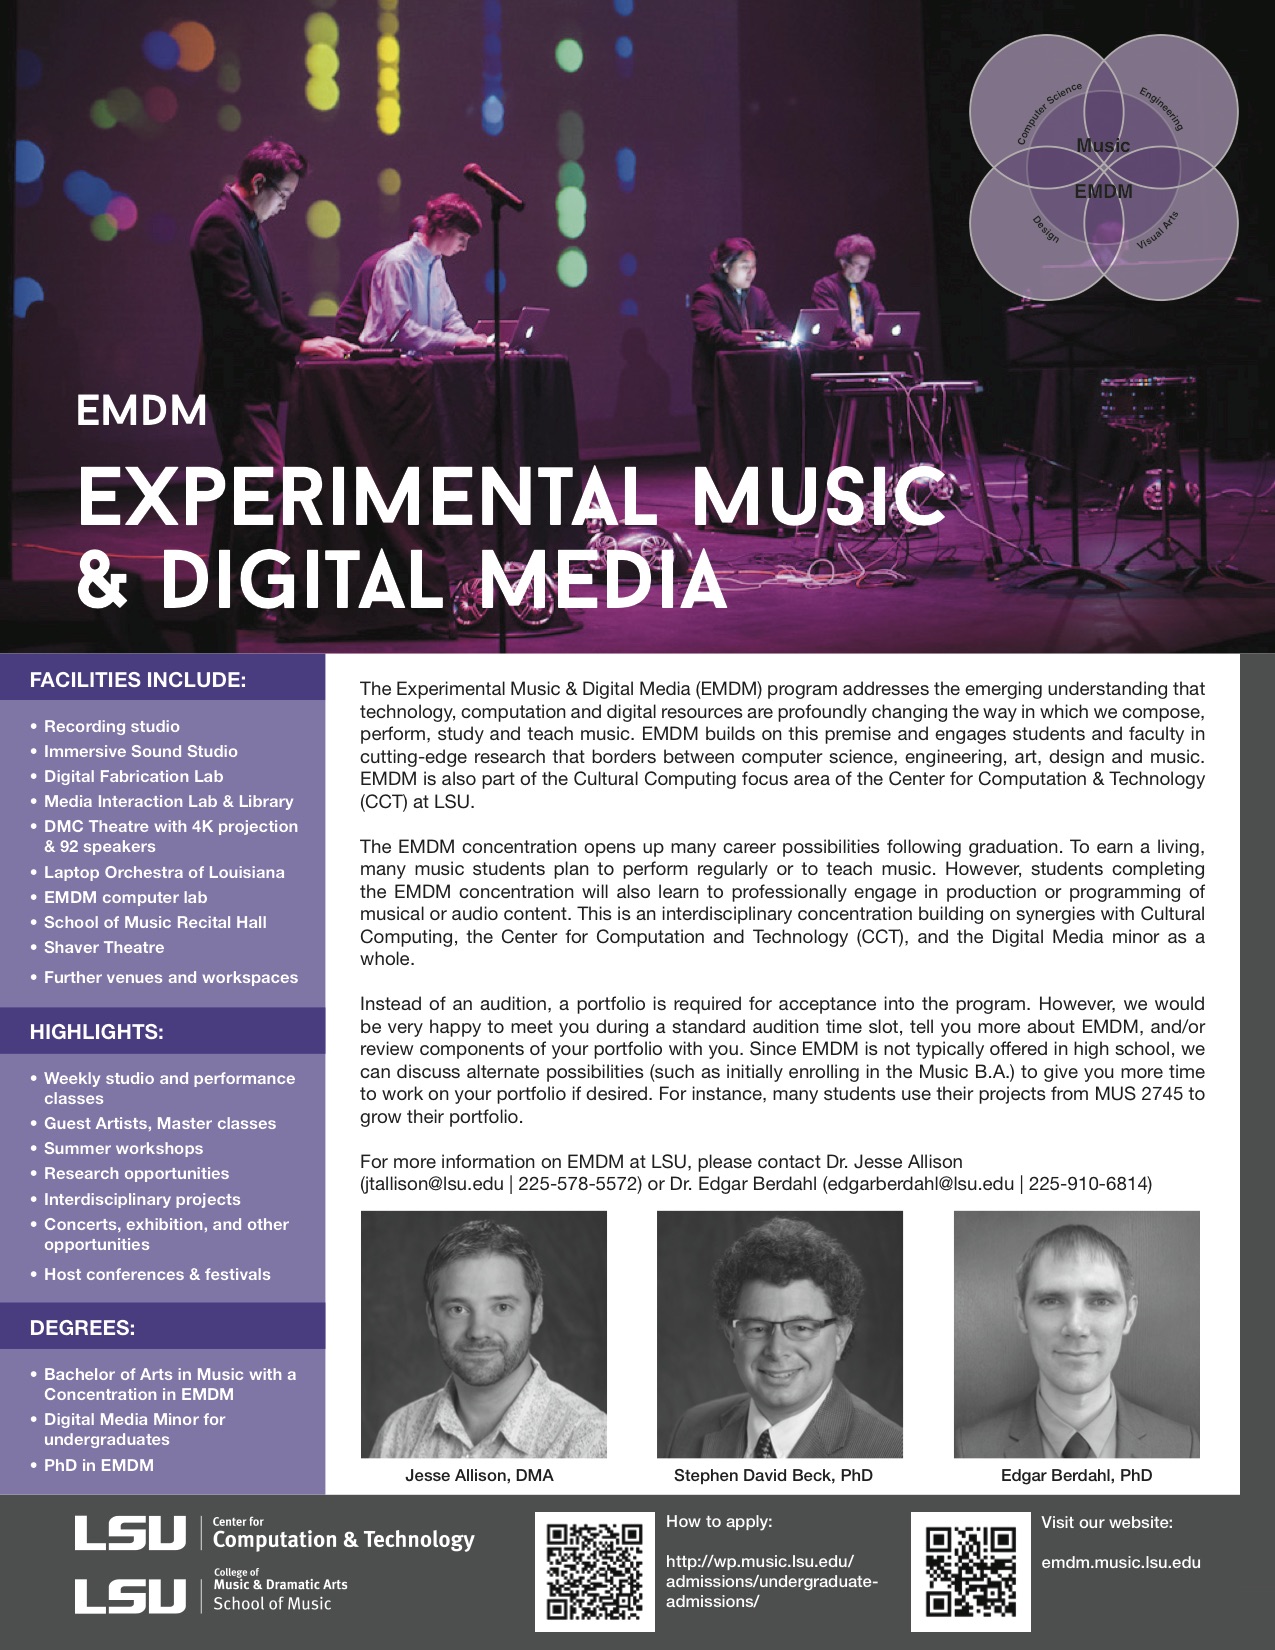 Computer Science
Engineering
Music
EMDM
Design
Visual Arts
EMDM
EXPERIMENTAL MUSIC
& DIGITAL MEDIA
FACILITIES INCLUDE:
• Recording studio
• Immersive Sound Studio
• Digital Fabrication Lab
• Media Interaction Lab & Library
• DMC Theatre with 4K projection
& 92 speakers
• Laptop Orchestra of Louisiana
• EMDM computer lab
• School of Music Recital Hall
• Shaver Theatre
• Further venues and workspaces
HIGHLIGHTS:
• Weekly studio and performance
classes
• Guest Artists, Master classes
• Summer workshops
• Research opportunities
• Interdisciplinary projects
• Concerts, exhibition, and other
opportunities
• Host conferences & festivals
DEGREES:
• Bachelor of Arts in Music with a
Concentration in EMDM
• Digital Media Minor for
undergraduates
• PhD in EMDM
The Experimental Music & Digital Media (EMDM) program addresses the emerging understanding that
technology, computation and digital resources are profoundly changing the way in which we compose,
perform, study and teach music. EMDM builds on this premise and engages students and faculty in
cutting-edge research that borders between computer science, engineering, art, design and music.
EMDM is also part of the Cultural Computing focus area of the Center for Computation & Technology
(CCT) at LSU.
The EMDM concentration opens up many career possibilities following graduation. To earn a living,
many music students plan to perform regularly or to teach music. However, students completing
the EMDM concentration will also learn to professionally engage in production or programming of
musical or audio content. This is an interdisciplinary concentration building on synergies with Cultural
Computing, the Center for Computation and Technology (CCT), and the Digital Media minor as a
whole.
Instead of an audition, a portfolio is required for acceptance into the program. However, we would
be very happy to meet you during a standard audition time slot, tell you more about EMDM, and/or
review components of your portfolio with you. Since EMDM is not typically offered in high school, we
can discuss alternate possibilities (such as initially enrolling in the Music B.A.) to give you more time
to work on your portfolio if desired. For instance, many students use their projects from MUS 2745 to
grow their portfolio.
For more information on EMDM at LSU, please contact Dr. Jesse Allison
(jtallison@lsu.edu | 225-578-5572) or Dr. Edgar Berdahl (edgarberdahl@lsu.edu | 225-910-6814)
Jesse Allison, DMA
Stephen David Beck, PhD
Edgar Berdahl, PhD
LSU
Center for
Computation & Technology
LSU
College of
Music & Dramatic Arts
School of Music
How to apply:
http://wp.music.lsu.edu/
admissions/undergraduate-
admissions/
Visit our website:
emdm.music.lsu.edu